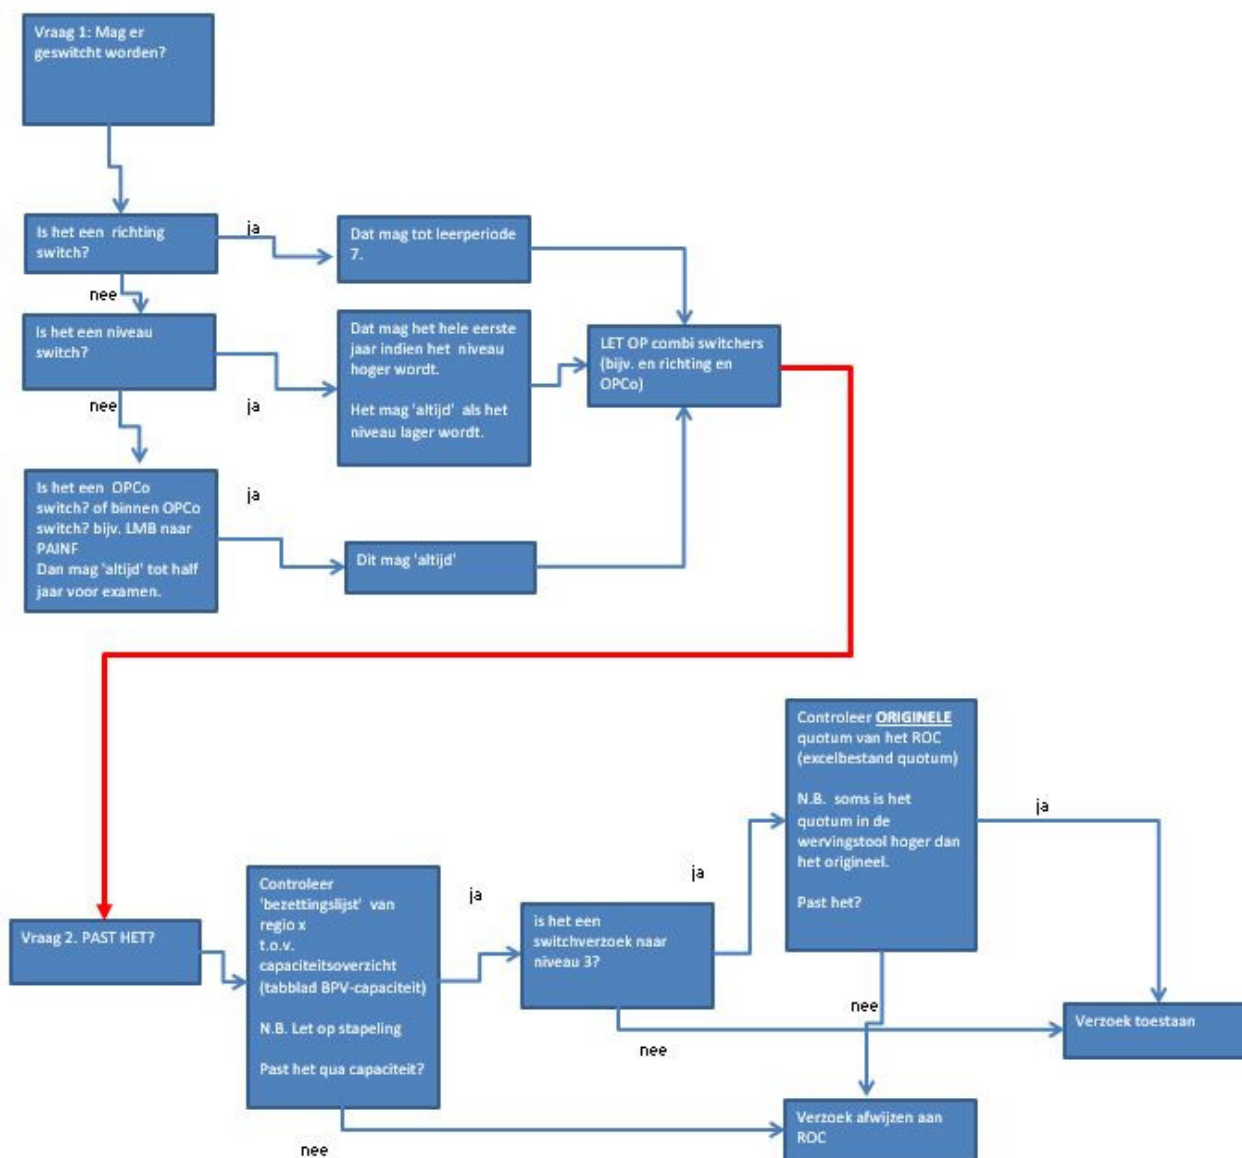 Vraag 1: Mag er
geswitcht worden?
Is het een richting
switch?
ja
Dat mag tot leerperiode
7.
nee
Is het een niveau
switch?
ja
Dat mag het hele eerste
jaar indien het niveau
hoger wordt.
Het mag 'altijd' als het
niveau lager wordt.
LET OP combi switchers
(bijv. en richting en
OPCo)
nee
Is het een OPCo
switch? of binnen OPCo
switch? bijv. LMB naar
PAINF
Dan mag 'altijd' tot half
jaar voor examen.
ja
Dit mag 'altijd'
Vraag 2. PAST HET?
Controleer
'bezettingslijst' van
regio x
t.o.v.
capaciteitsoverzicht
(tabblad BPV-capaciteit)
N.B. Let op stapeling
Past het qua capaciteit?
ja
nee
is het een
switchverzoek naar
niveau 3?
ja
nee
Controleer ORIGINELE
quotum van het ROC
(excelbestand quotum)
N.B. soms is het
quotum in de
wervingstool hoger dan
het origineel.
Past het?
ja
nee
Verzoek toestaan
Verzoek afwijzen aan
ROC